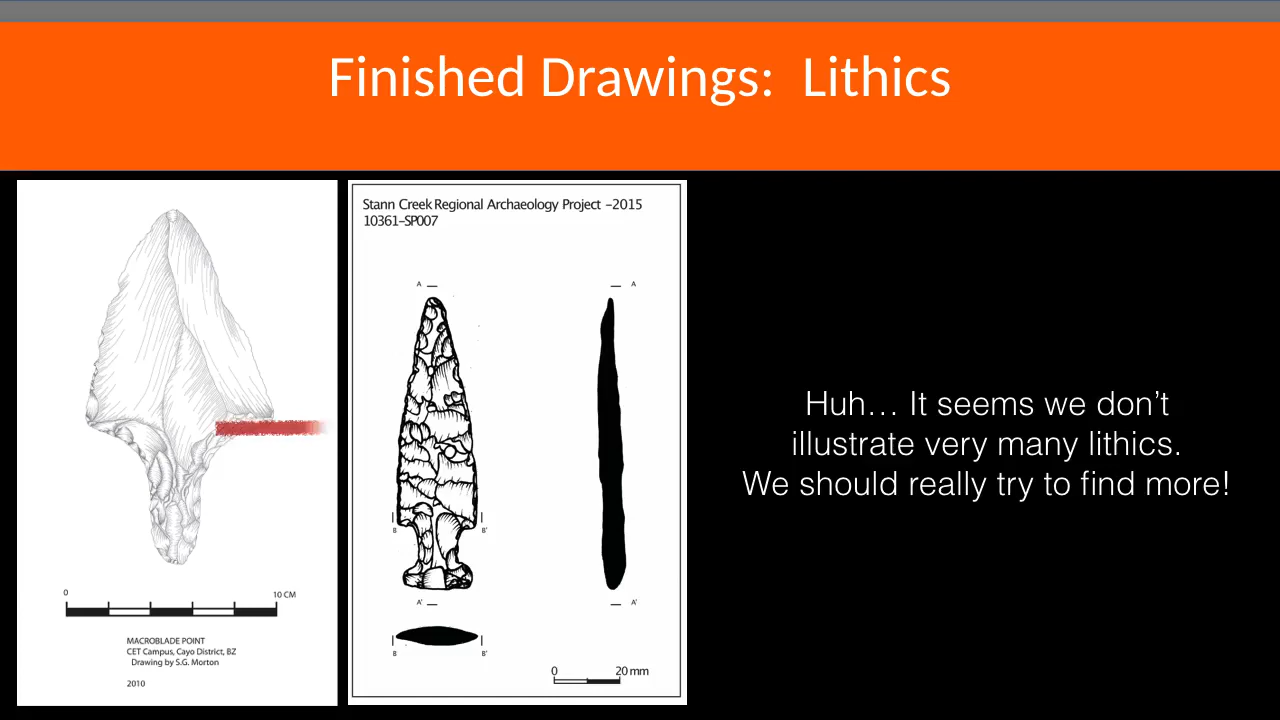 Finished Drawings:  Lithics
0
10 CM
MACROBLADE POINT
CET Campus, Cayo District, BZ
Drawing by S.G. Morton
2010
Stann Creek Regional Archaeology Project –2015
10361–SP007
A
A
B
B'
A'
A'
B
B'
0
20 mm
Huh… It seems we don’t
illustrate very many lithics.
We should really try to find more!